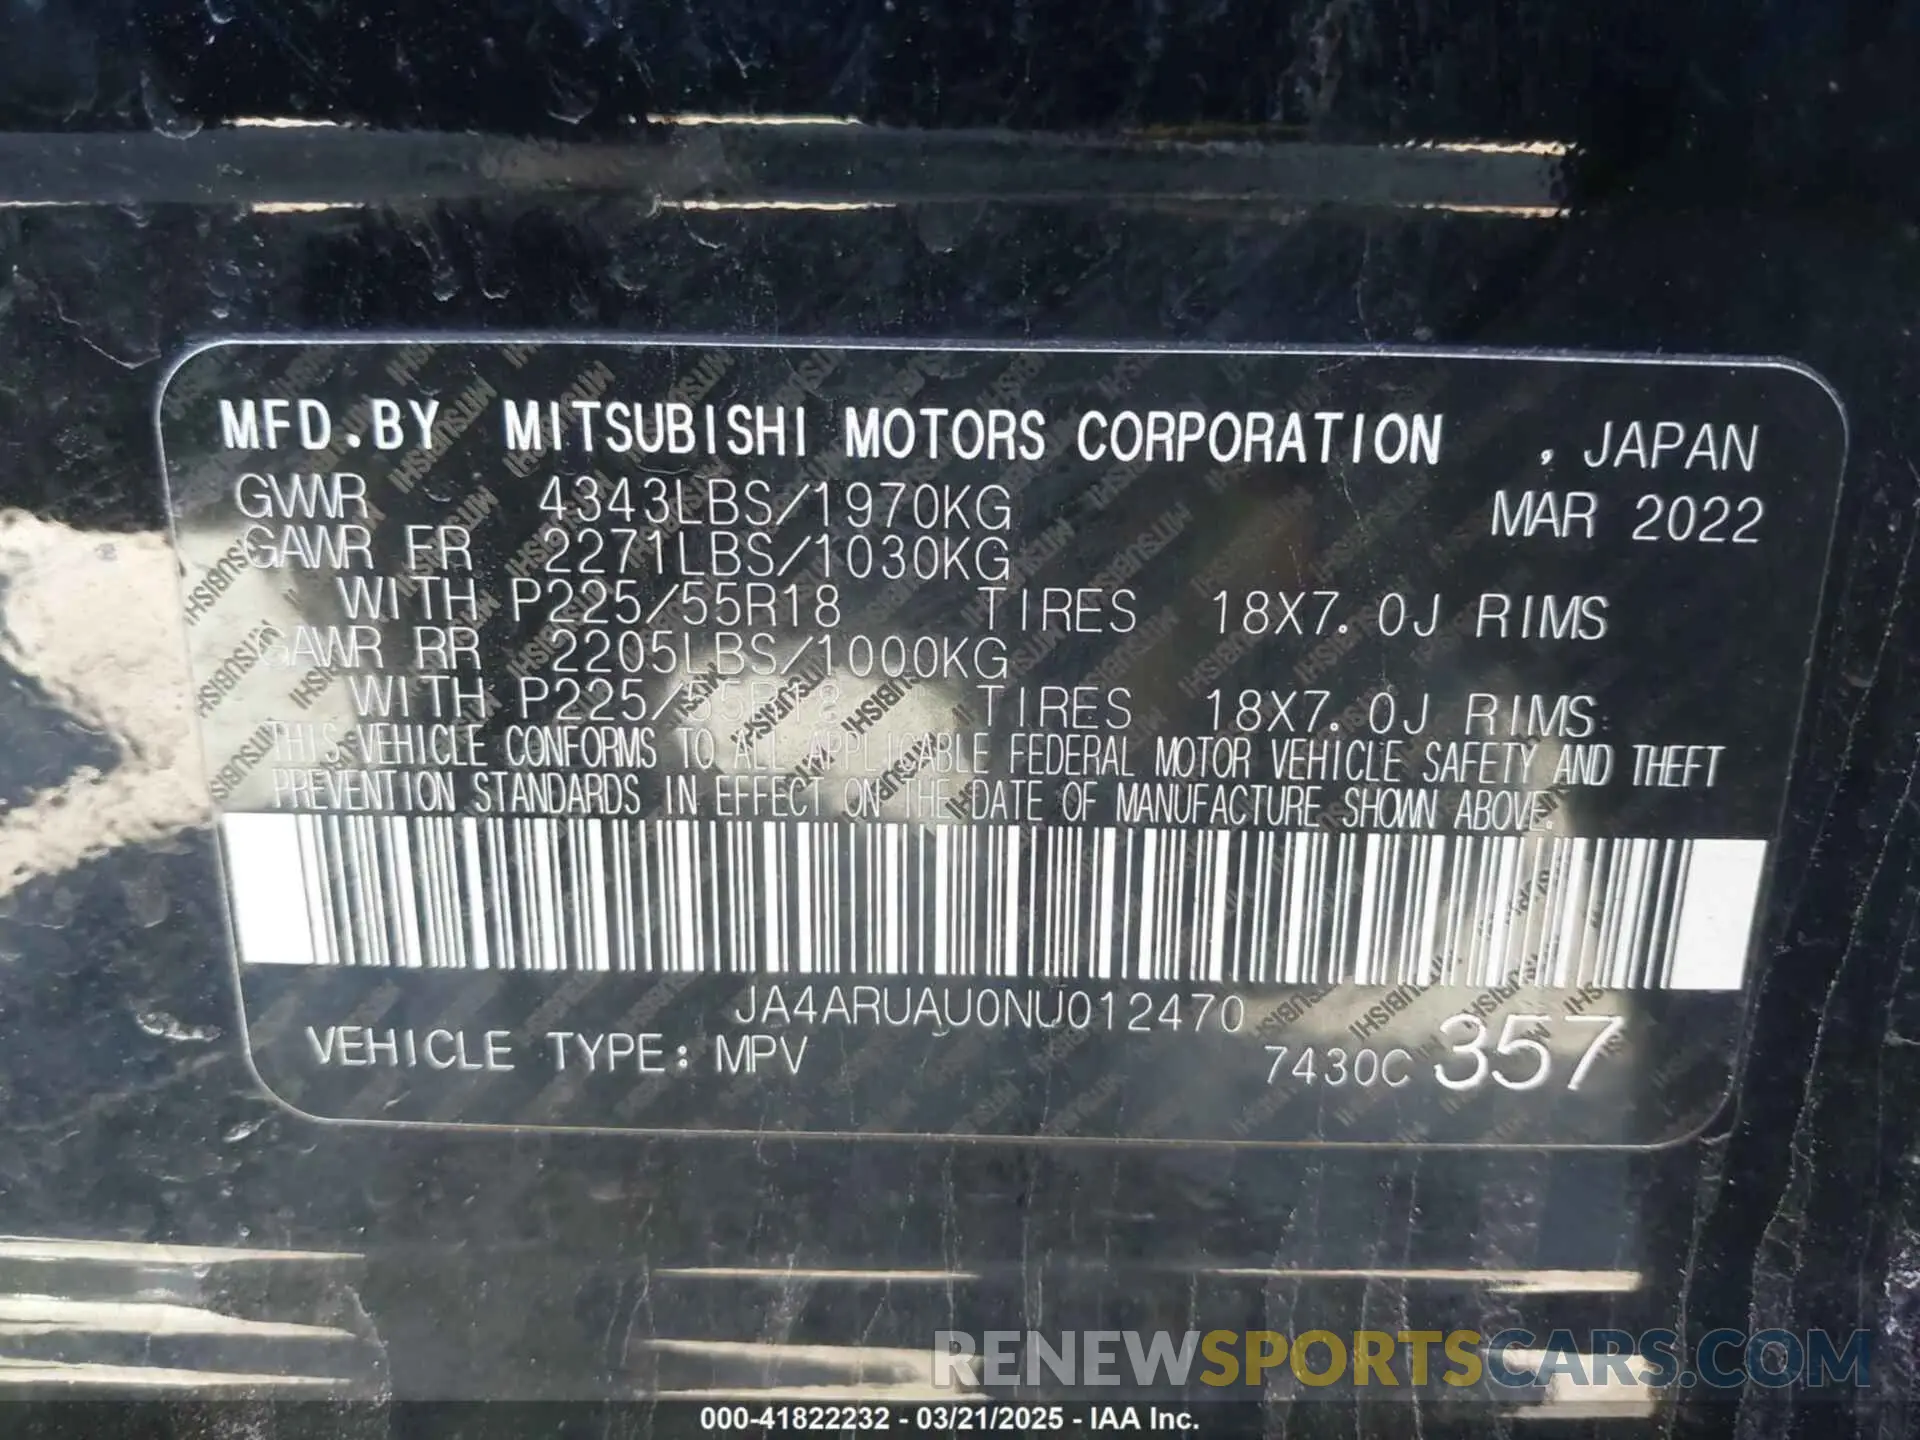 MFD.BY MITSUBISHI MOTORS CORPORATION , JAPAN
GVWR 4343LBS/1970KG MAR 2022
GAWR FR 2271LBS/1030KG
WITH P225/55R18 TIRES 18X7.0J RIMS
GAWR RR 2205LBS/1000KG
WITH P225/55R18 TIRES 18X7.0J RIMS
THIS VEHICLE CONFORMS TO ALL APPLICABLE FEDERAL MOTOR VEHICLE SAFETY AND THEFT
PREVENTION STANDARDS IN EFFECT ON THE DATE OF MANUFACTURE SHOWN ABOVE.
JA4ARUAU0NU012470
VEHICLE TYPE: MPV 7430C 357
RENEWSPORTSCARS.COM
000-41822232 - 03/21/2025 - IAA Inc.